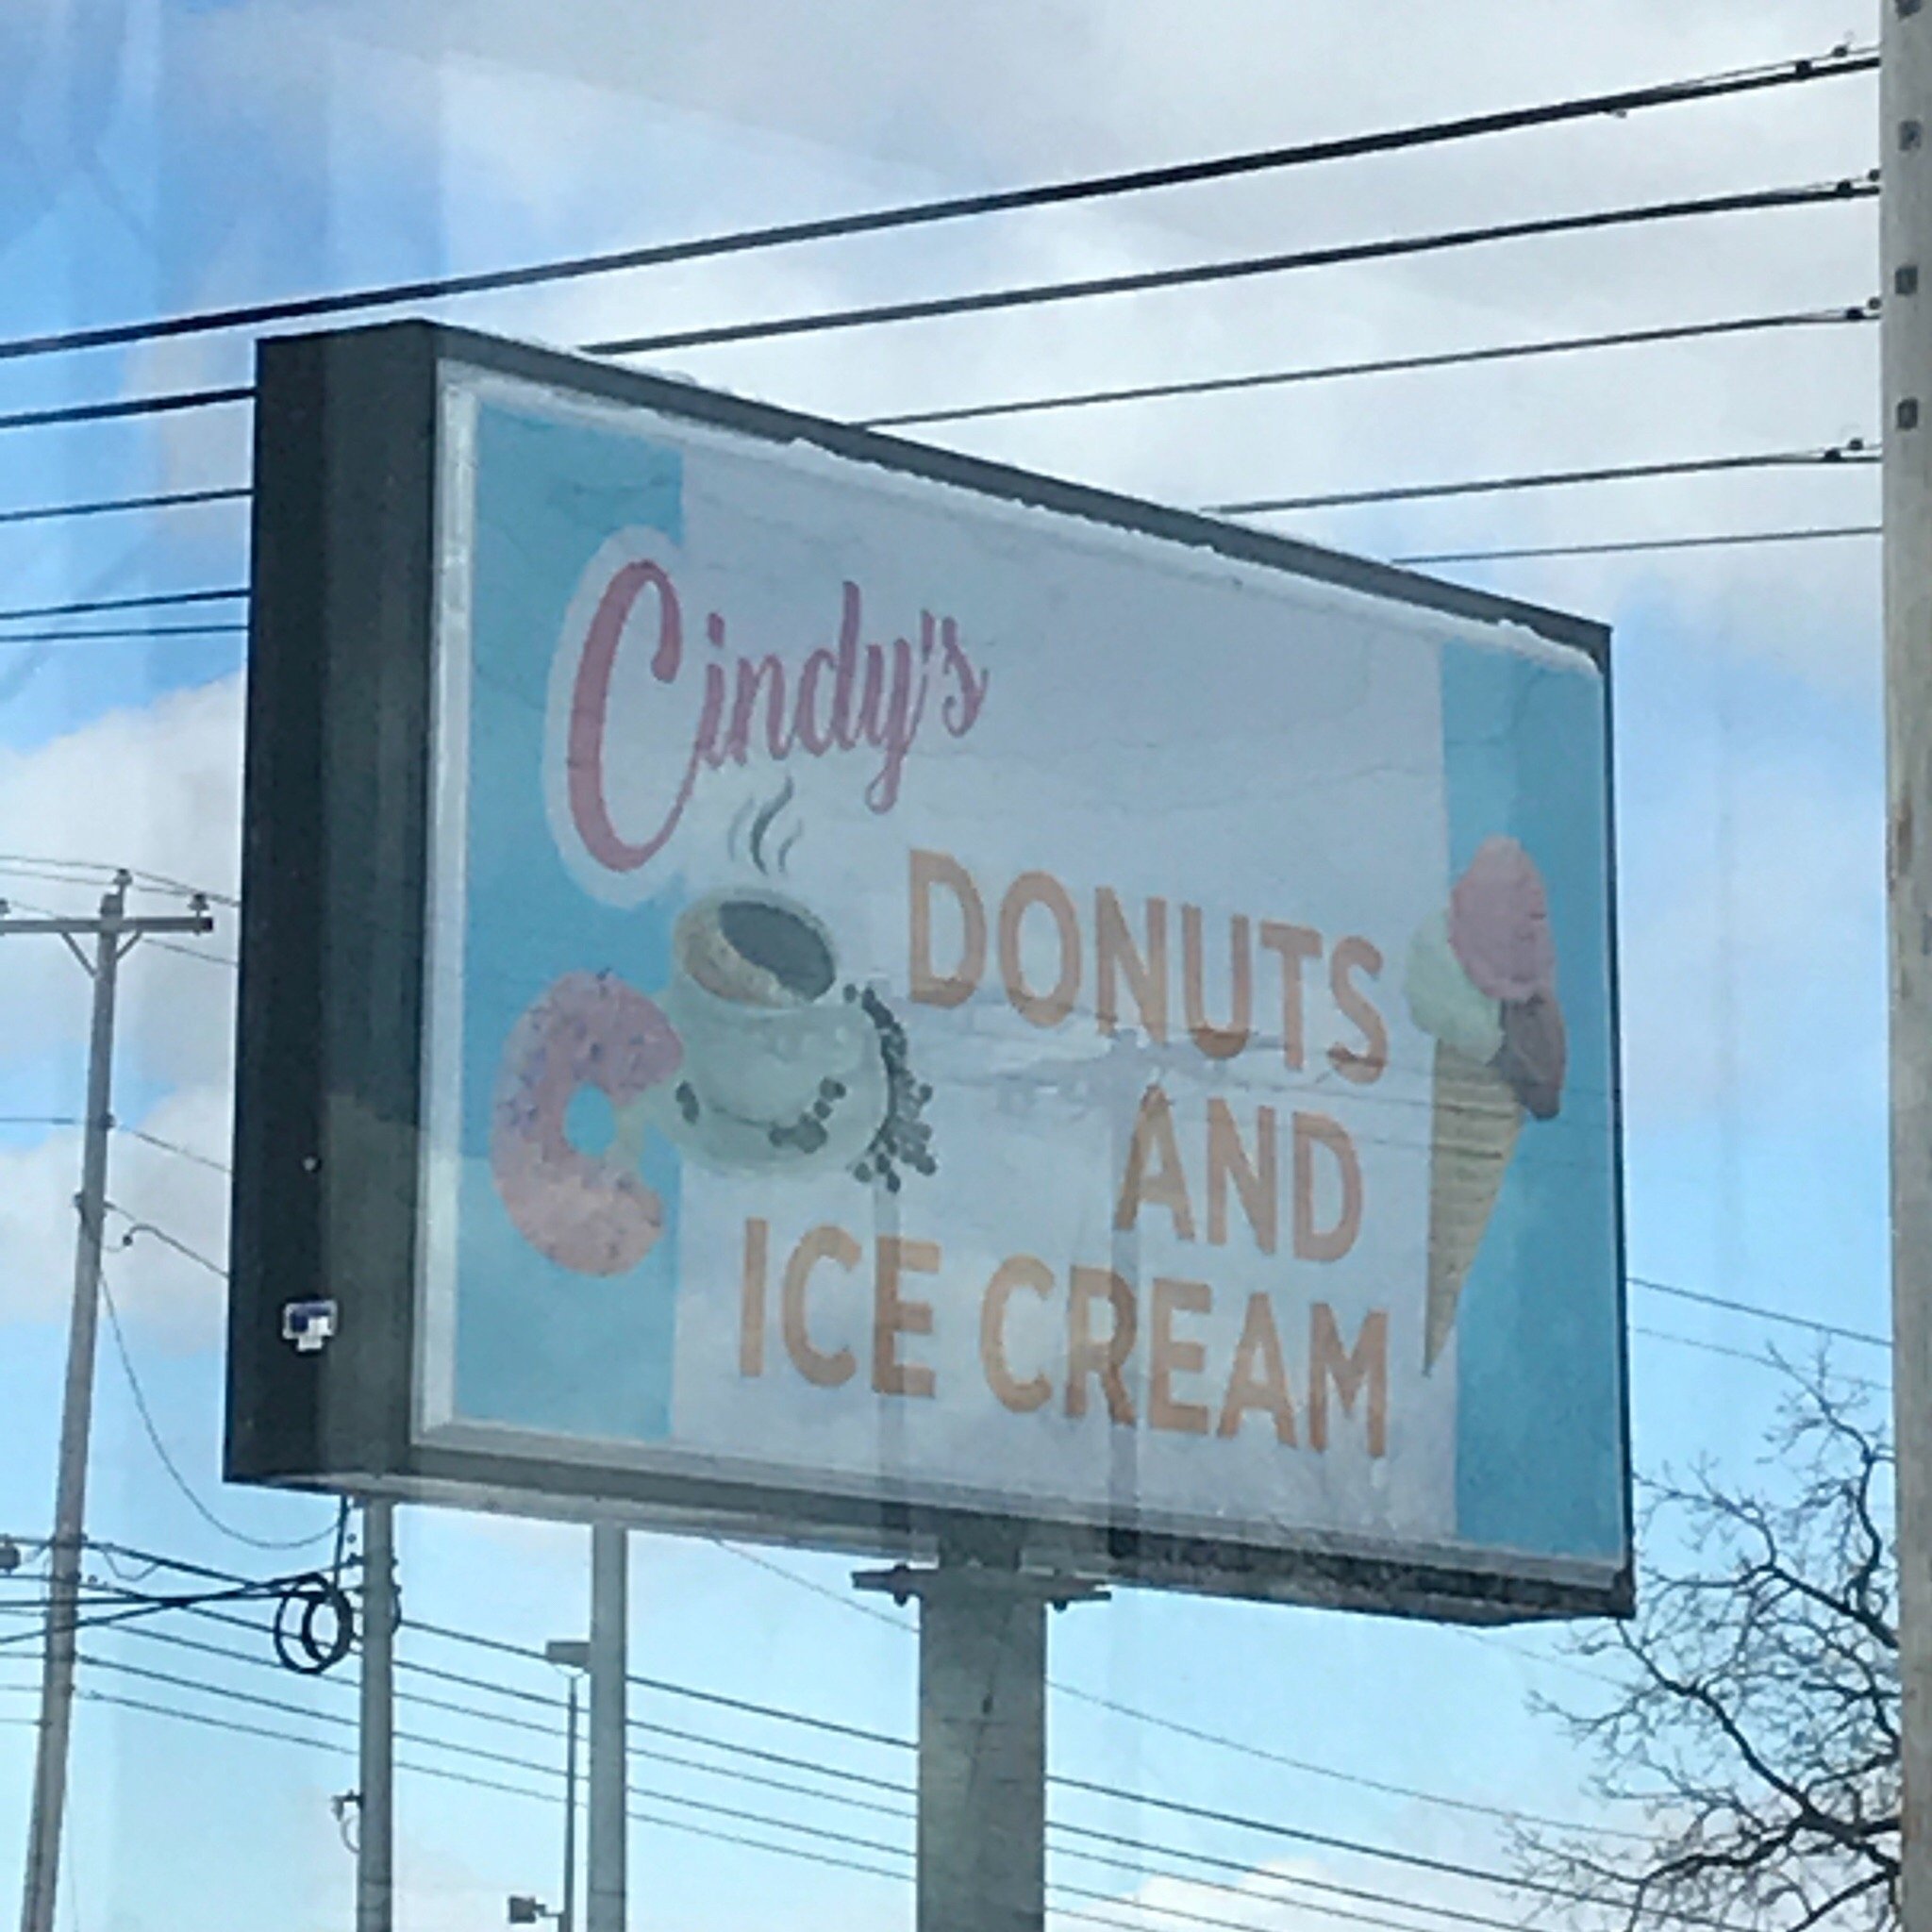 Cindy's
DONUTS
AND
ICE CREAM